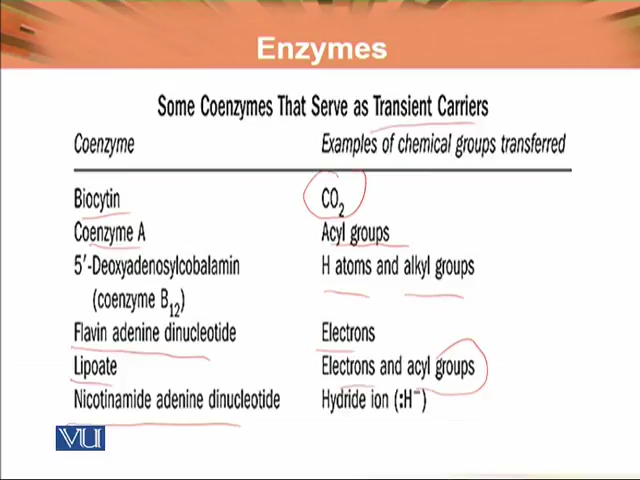 Enzymes
Some Coenzymes That Serve as Transient Carriers
Coenzyme Examples of chemical groups transferred
Biocytin CO₂
Coenzyme A Acyl groups
5′-Deoxyadenosylcobalamin H atoms and alkyl groups
(coenzyme B₁₂)
Flavin adenine dinucleotide Electrons
Lipoate Electrons and acyl groups
Nicotinamide adenine dinucleotide Hydride ion (:H⁻)
VU